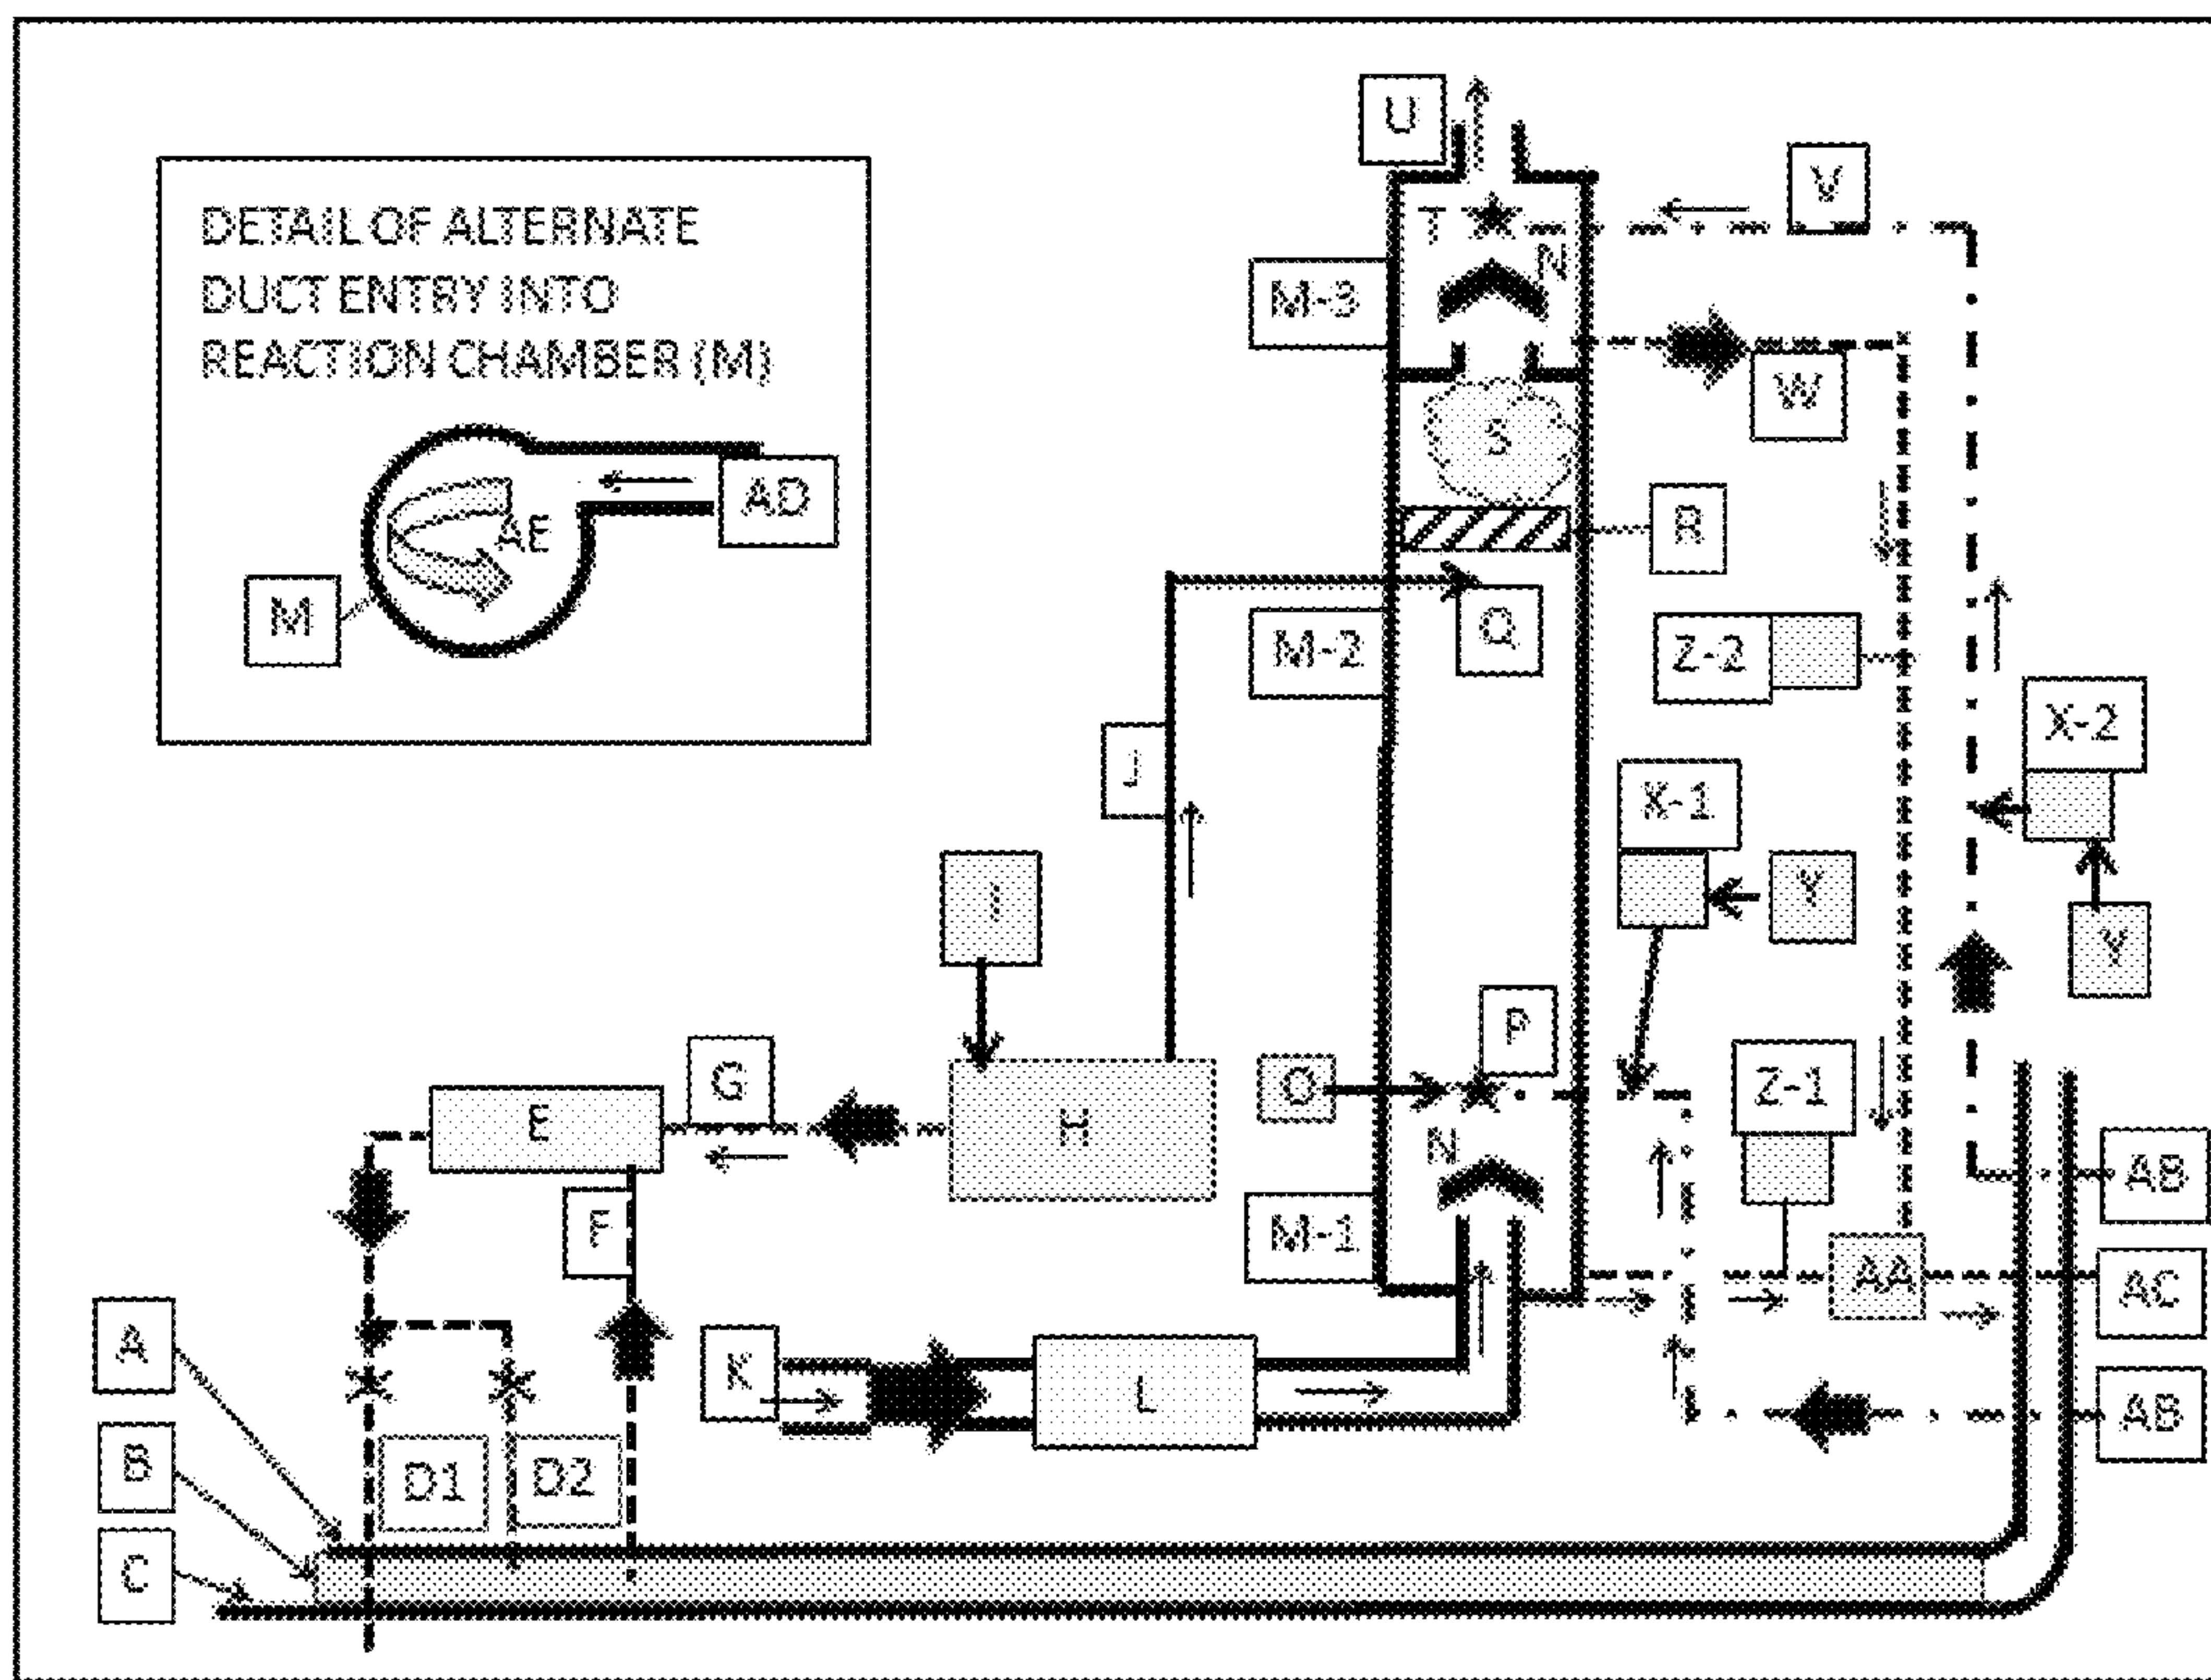 U
DETAIL OF ALTERNATE
DUCT ENTRY INTO
REACTION CHAMBER (M)
V
T
N
M-3
W
S
AD
R
AE
M
Q
M-2
Z-2
X-2
J
X-1
I
Y
Y
P
G
O
Z-1
E
H
N
AB
F
M-1
AA
AC
A
K
L
AB
B
D1
D2
C